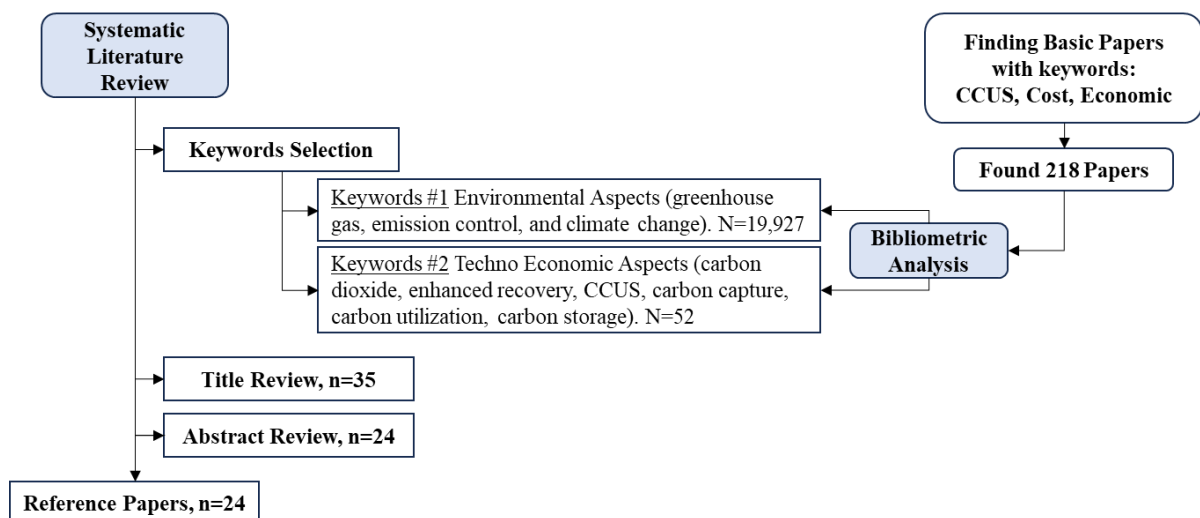 Systematic
Literature
Review
Finding Basic Papers
with keywords:
CCUS, Cost, Economic
Keywords Selection
Found 218 Papers
Keywords #1 Environmental Aspects (greenhouse
gas, emission control, and climate change). N=19,927
Bibliometric
Analysis
Keywords #2 Techno Economic Aspects (carbon
dioxide, enhanced recovery, CCUS, carbon capture,
carbon utilization, carbon storage). N=52
Title Review, n=35
Abstract Review, n=24
Reference Papers, n=24